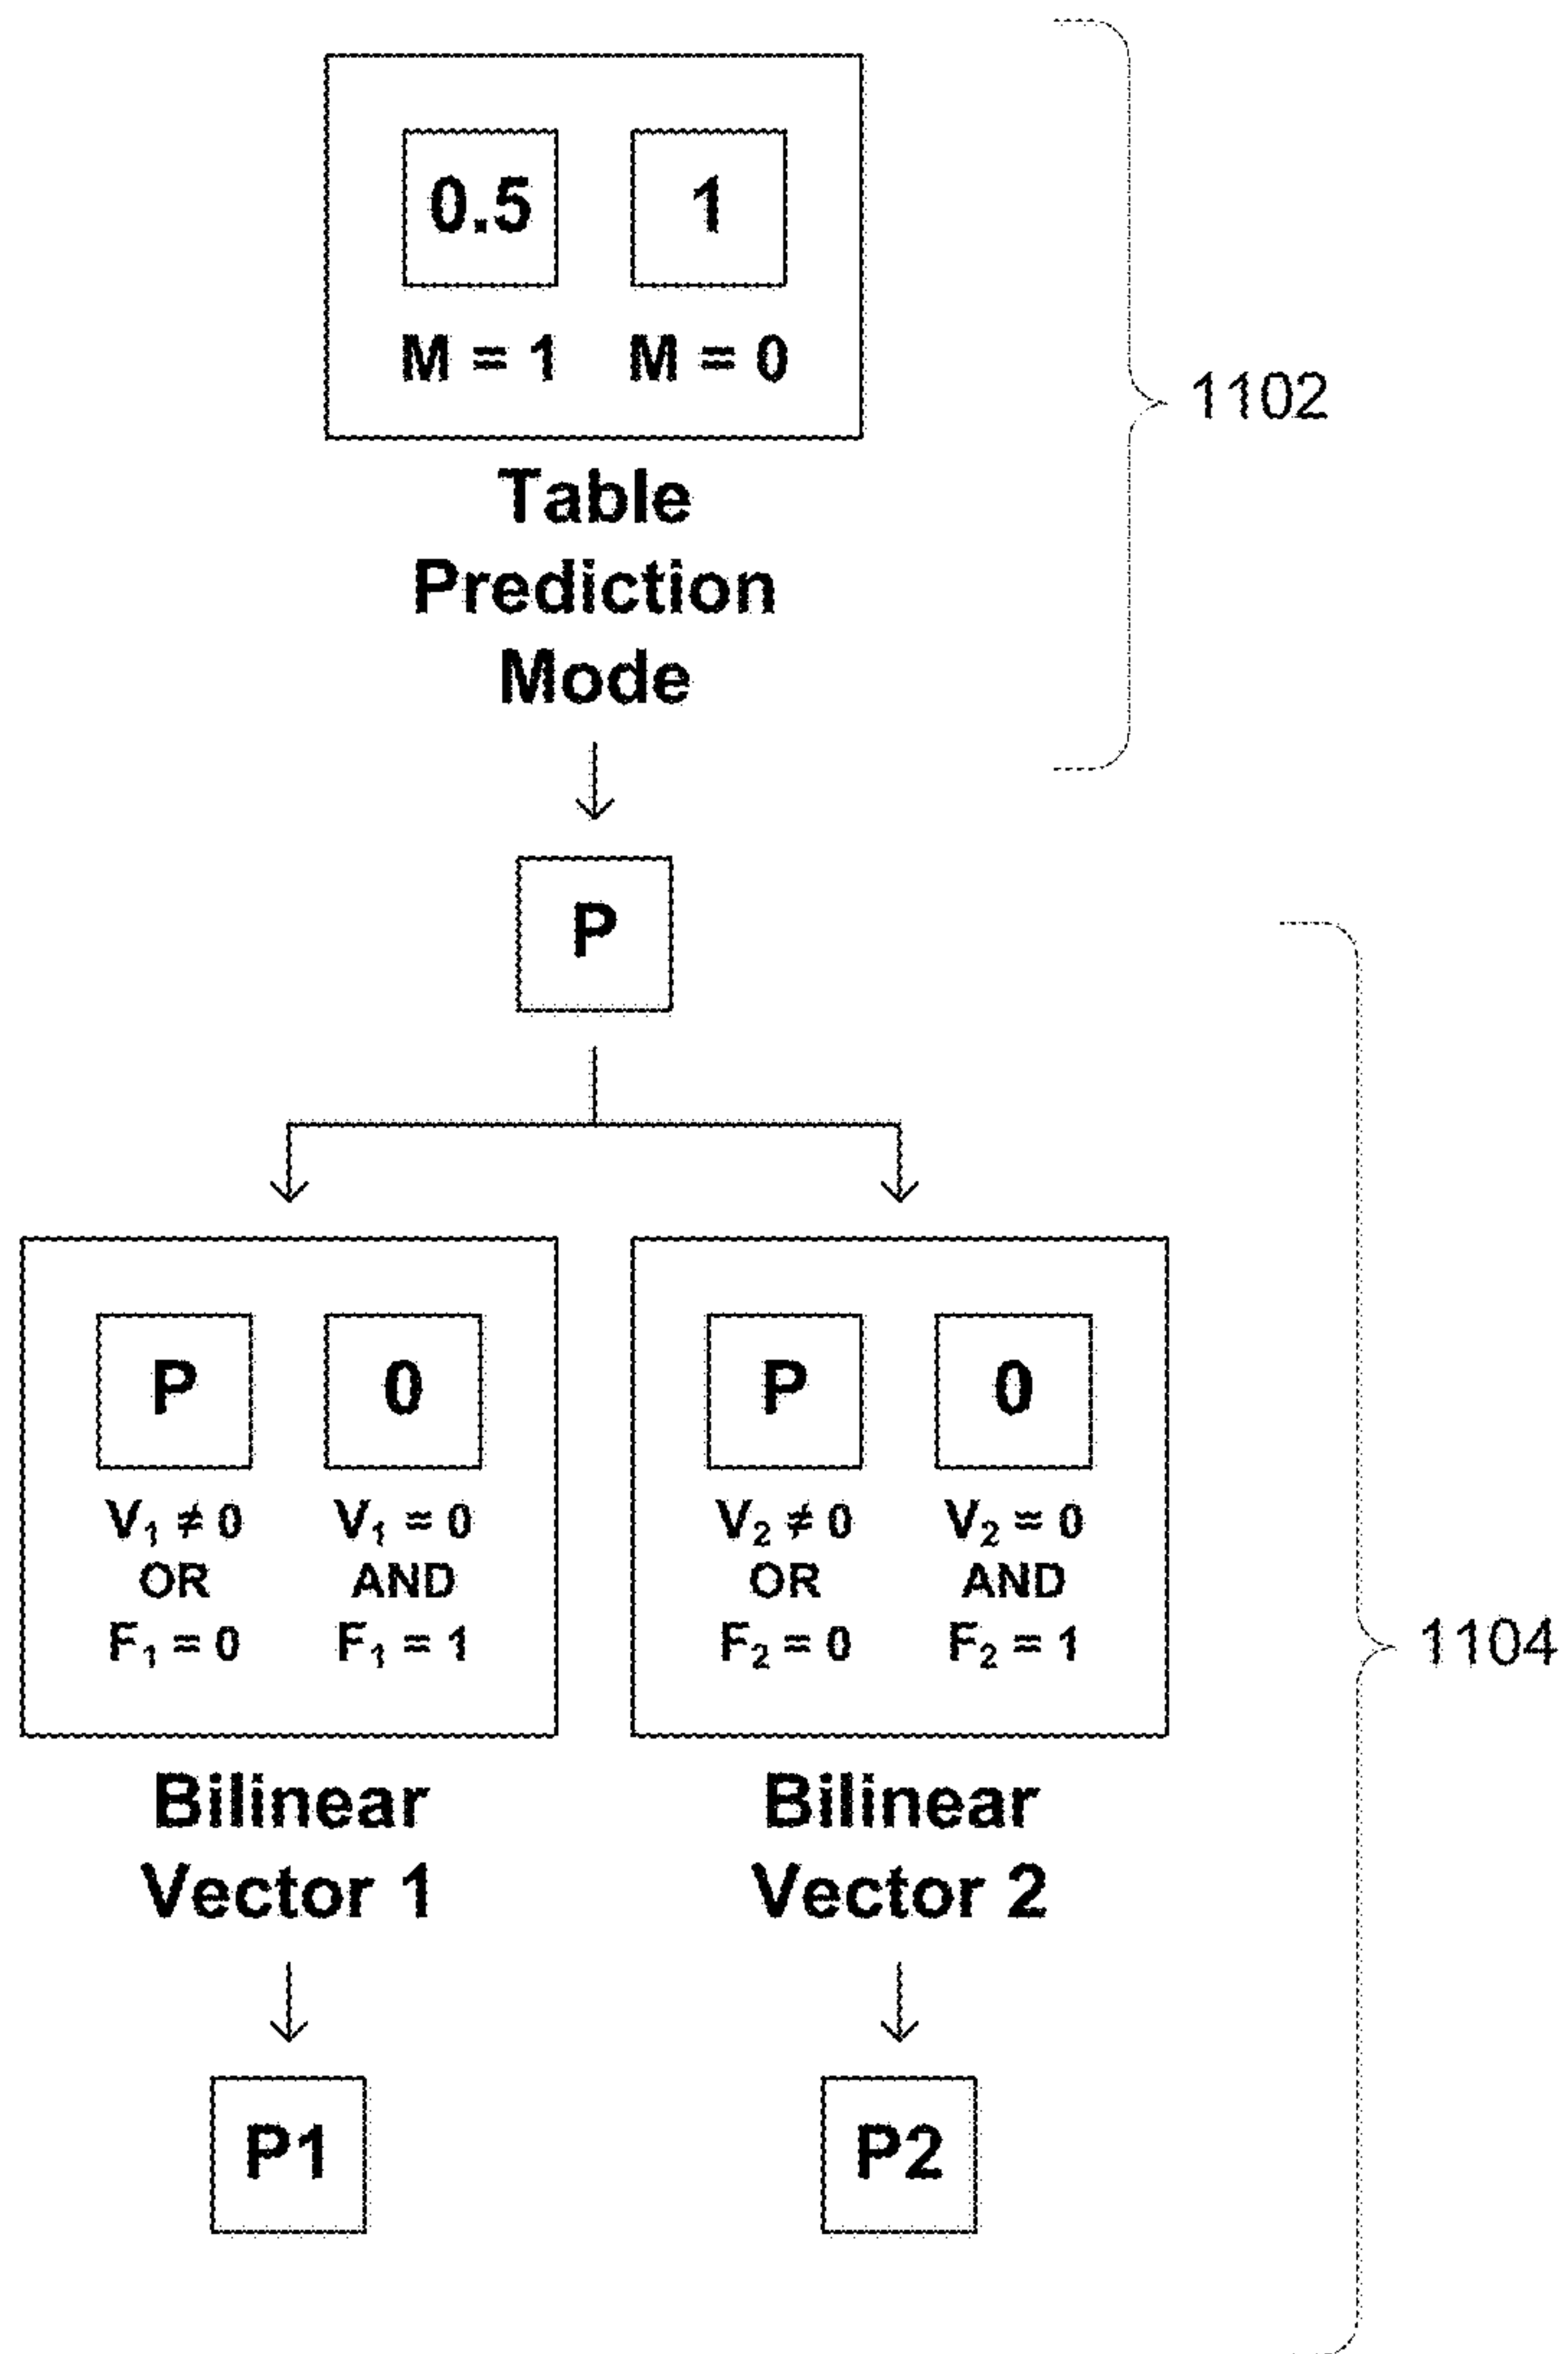 0.5 1
M = 1 M = 0
1102
Table
Prediction
Mode
P
P 0 P 0
V₁ ≠ 0 V₁ = 0 V₂ ≠ 0 V₂ = 0
OR AND OR AND
F₁ = 0 F₁ = 1 F₂ = 0 F₂ = 1
1104
Bilinear Bilinear
Vector 1 Vector 2
P1 P2